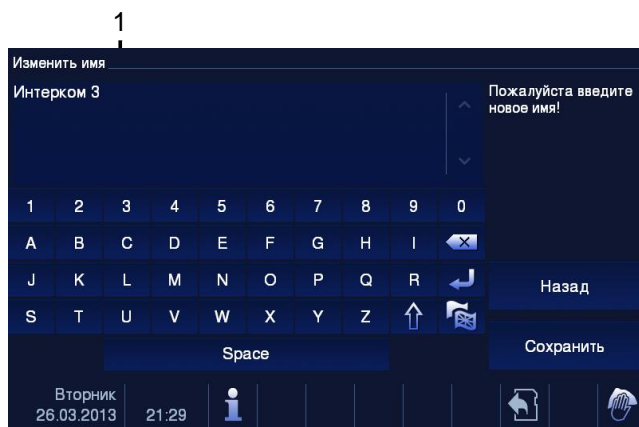 1
Изменить имя
Интерком 3
Пожалуйста введите
новое имя!
1 2 3 4 5 6 7 8 9 0
A B C D E F G H I
J K L M N O P Q R
S T U V W X Y Z
Space
Назад
Сохранить
Вторник
26.03.2013 21:29